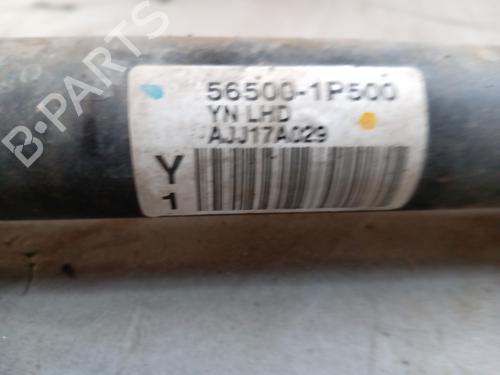 56500-1P500
YN LHD
AJJ17A029
Y
1
B-PARTS